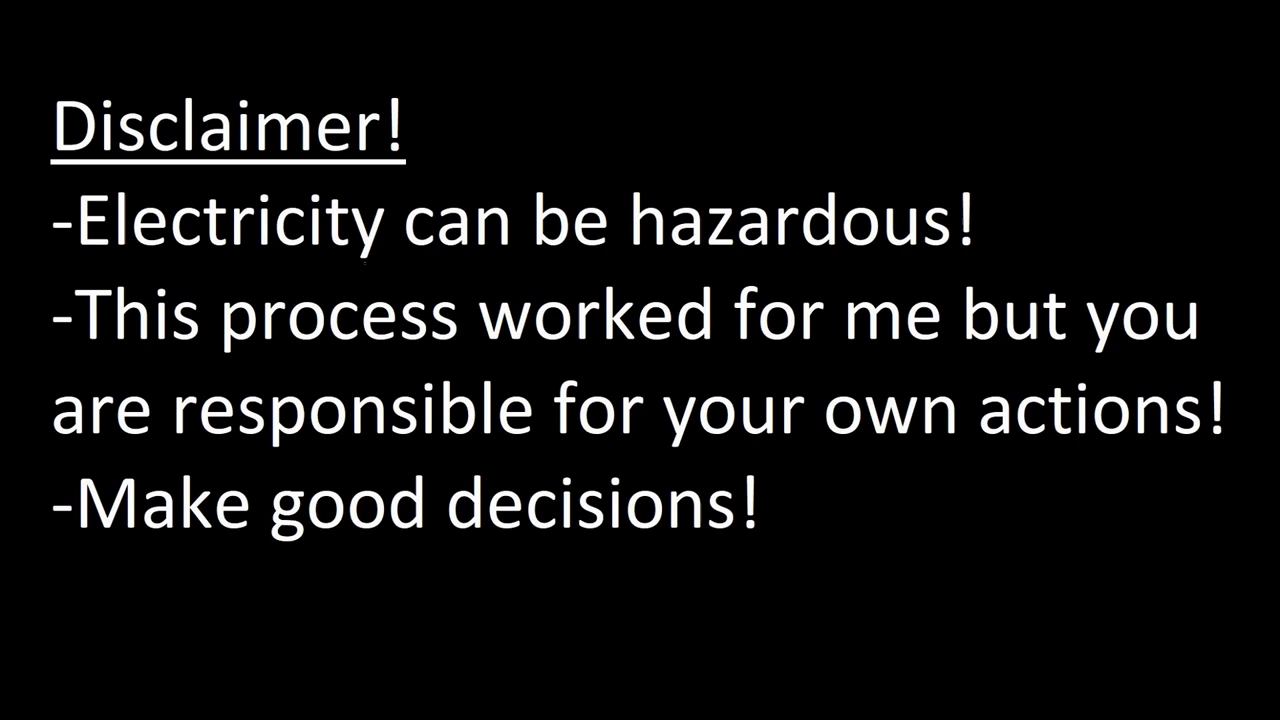 Disclaimer!
-Electricity can be hazardous!
-This process worked for me but you
are responsible for your own actions!
-Make good decisions!